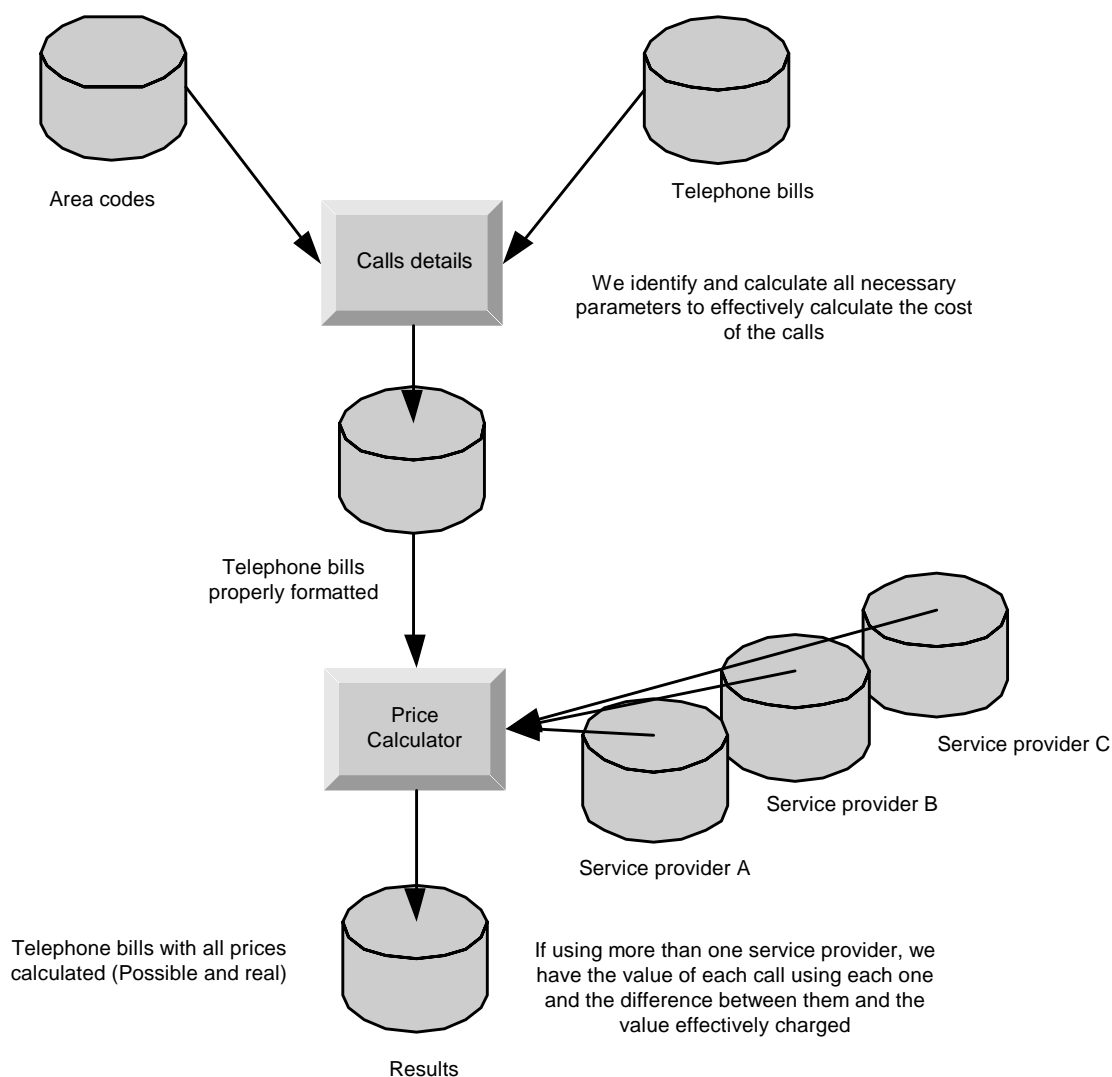 Area codes
Telephone bills
Calls details
We identify and calculate all necessary
parameters to effectively calculate the cost
of the calls
Telephone bills
properly formatted
Price
Calculator
Service provider C
Service provider B
Service provider A
Telephone bills with all prices
calculated (Possible and real)
If using more than one service provider, we
have the value of each call using each one
and the difference between them and the
value effectively charged
Results